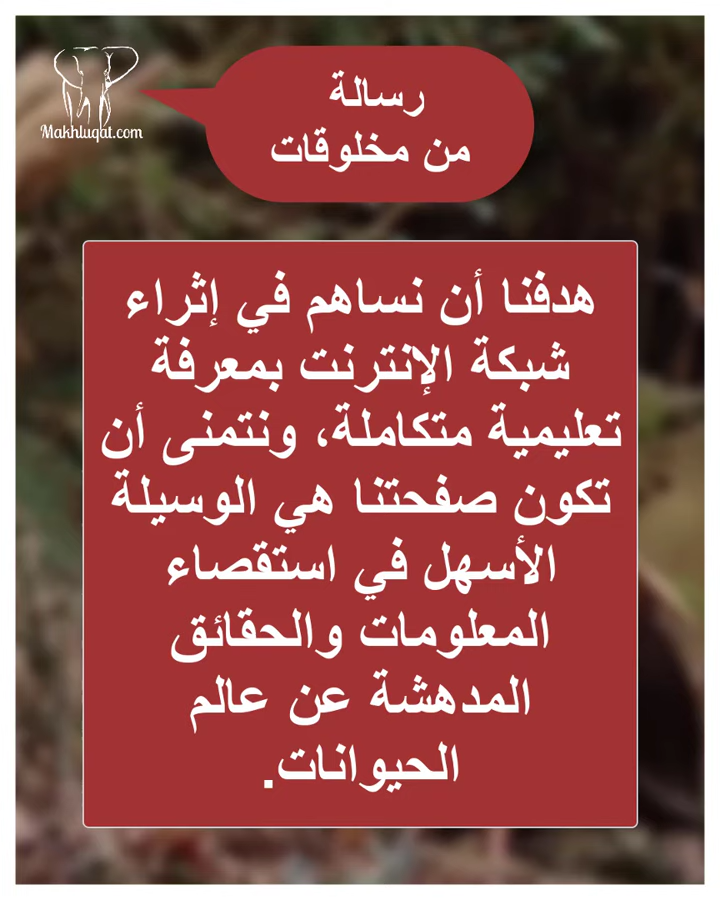 Makhluqat.com
رسالة
من مخلوقات
هدفنا أن نساهم في إثراء
شبكة الإنترنت بمعرفة
تعليمية متكاملة، ونتمنى أن
تكون صفحتنا هي الوسيلة
الأسهل في استقصاء
المعلومات والحقائق
المدهشة عن عالم
الحيوانات.